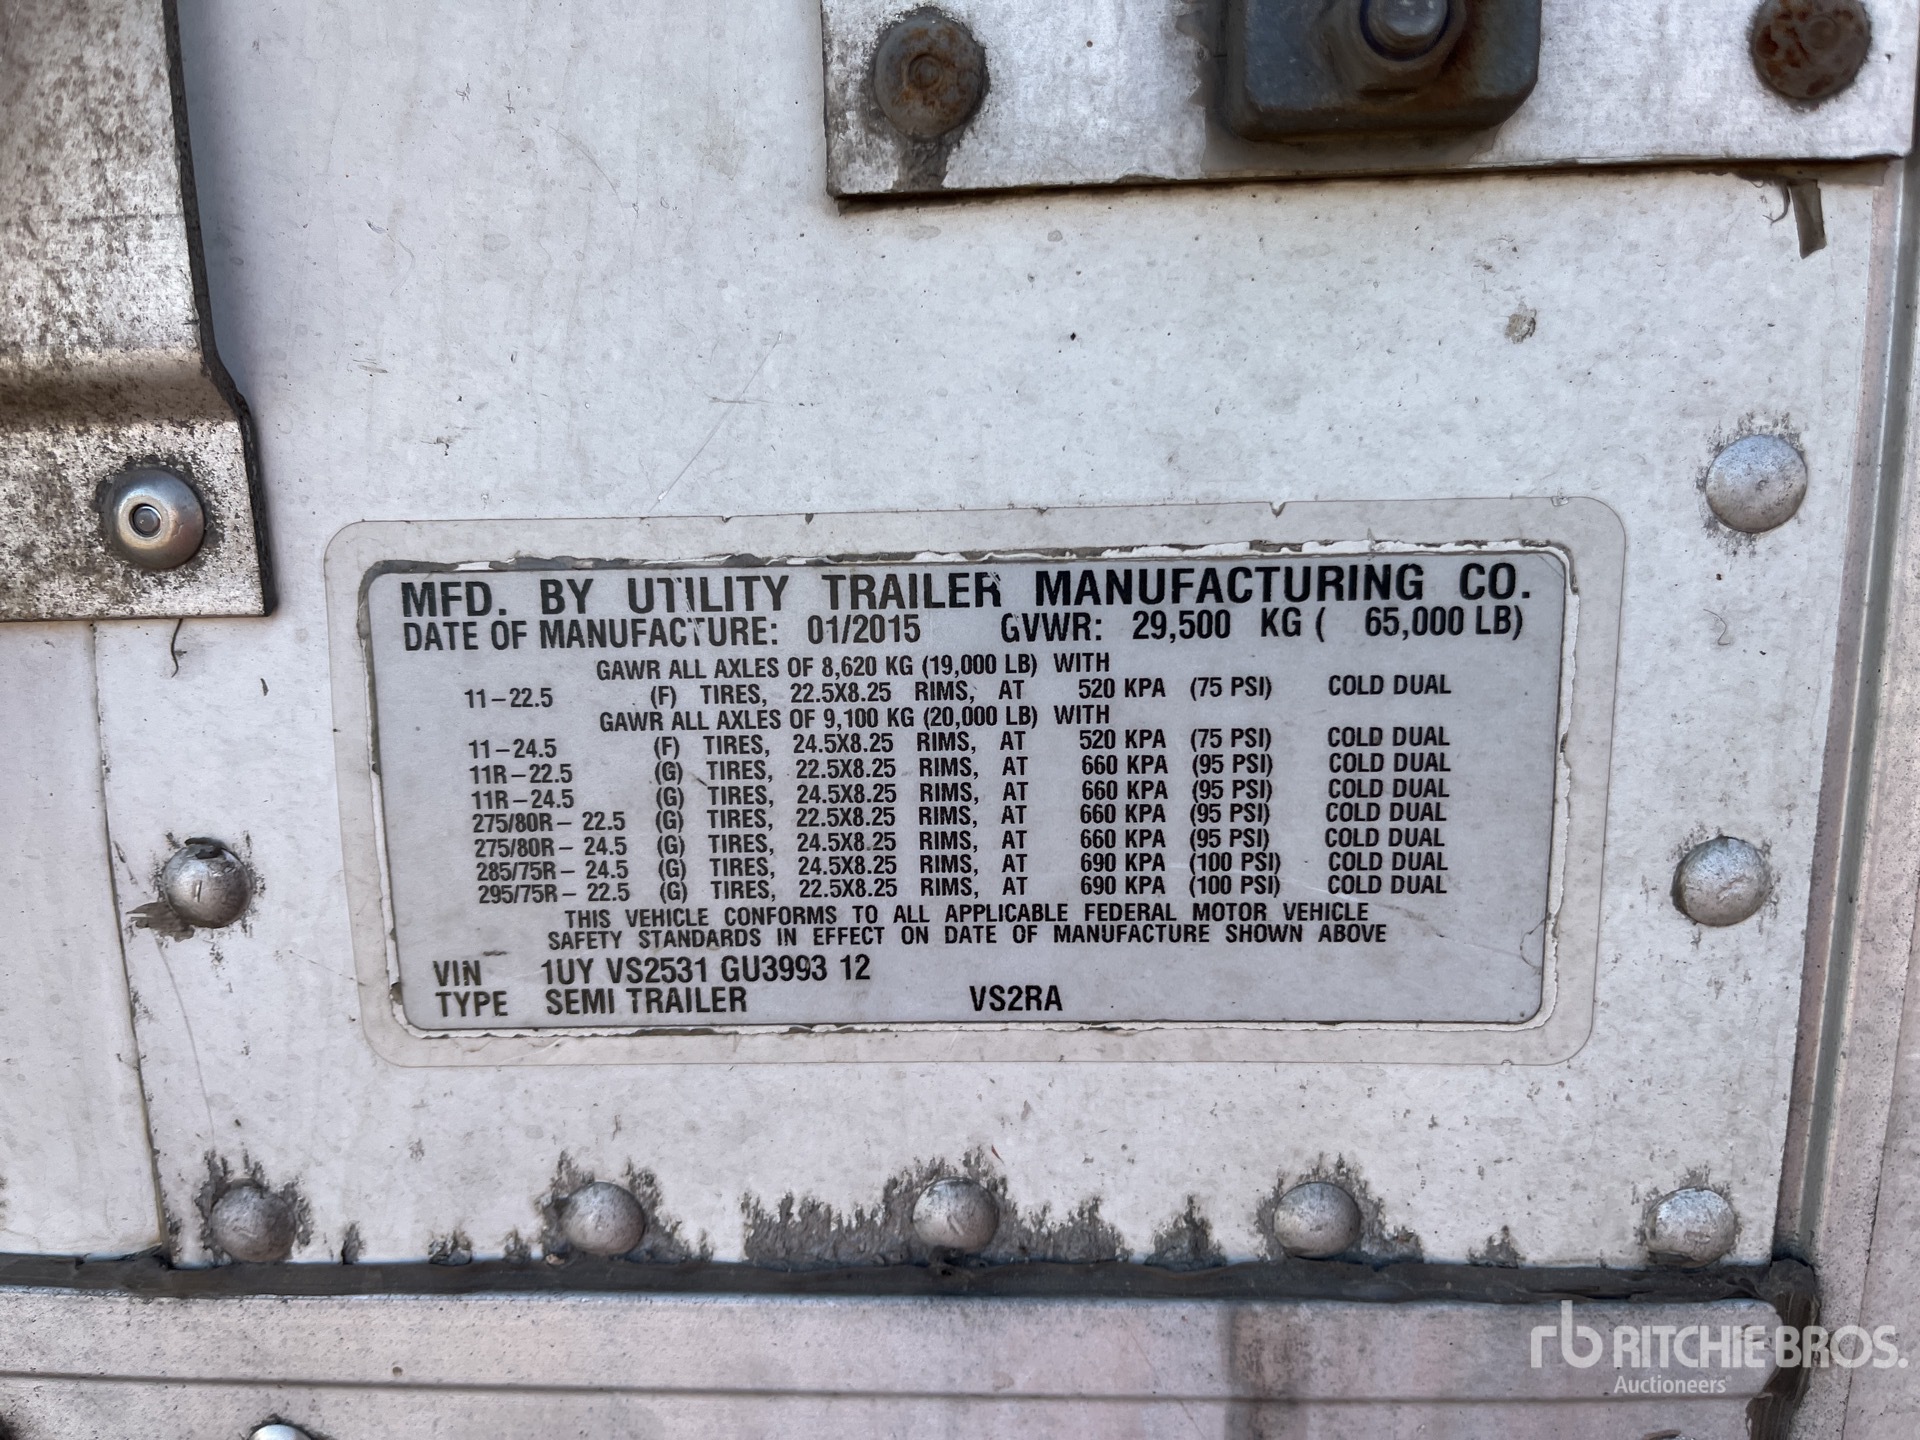 MFD. BY UTILITY TRAILER MANUFACTURING CO.
DATE OF MANUFACTURE: 01/2015 GVWR: 29,500 KG ( 65,000 LB)
GAWR ALL AXLES OF 8,620 KG (19,000 LB) WITH
11-22.5 (F) TIRES, 22.5X8.25 RIMS, AT 520 KPA (75 PSI) COLD DUAL
GAWR ALL AXLES OF 9,100 KG (20,000 LB) WITH
11-24.5 (F) TIRES, 24.5X8.25 RIMS, AT 520 KPA (75 PSI) COLD DUAL
11R-22.5 (G) TIRES, 22.5X8.25 RIMS, AT 660 KPA (95 PSI) COLD DUAL
11R-24.5 (G) TIRES, 24.5X8.25 RIMS, AT 660 KPA (95 PSI) COLD DUAL
275/80R-22.5 (G) TIRES, 22.5X8.25 RIMS, AT 660 KPA (95 PSI) COLD DUAL
275/80R-24.5 (G) TIRES, 24.5X8.25 RIMS, AT 660 KPA (95 PSI) COLD DUAL
285/75R-24.5 (G) TIRES, 24.5X8.25 RIMS, AT 690 KPA (100 PSI) COLD DUAL
295/75R-22.5 (G) TIRES, 22.5X8.25 RIMS, AT 690 KPA (100 PSI) COLD DUAL
THIS VEHICLE CONFORMS TO ALL APPLICABLE FEDERAL MOTOR VEHICLE
SAFETY STANDARDS IN EFFECT ON DATE OF MANUFACTURE SHOWN ABOVE
VIN 1UY VS2531 GU3993 12
TYPE SEMI TRAILER VS2RA
rb RITCHIE BROS.
Auctioneers